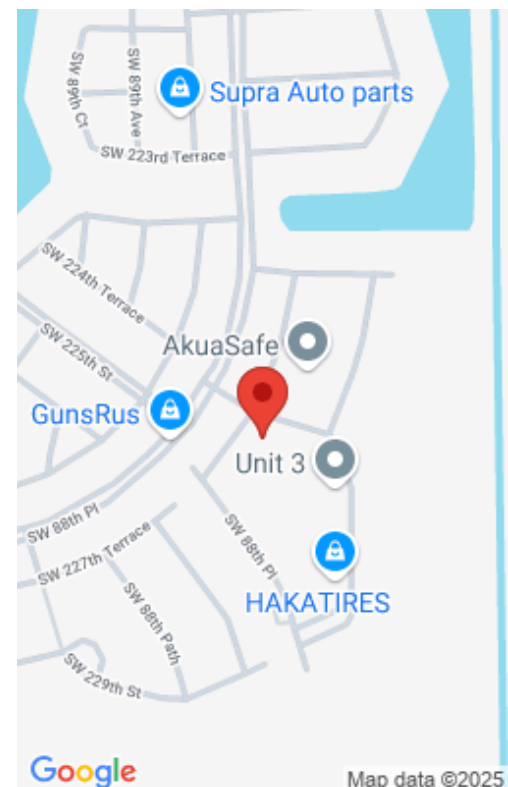 SW 89th Ct
SW 89th Ave
Supra Auto parts
SW 223rd Terrace
SW 224th Terrace
SW 225th St
AkuaSafe
GunsRus
Unit 3
SW 88th Pl
SW 88th Pl
SW 227th Terrace
HAKATIRES
SW 88th Path
SW 229th St
Google
Map data ©2025